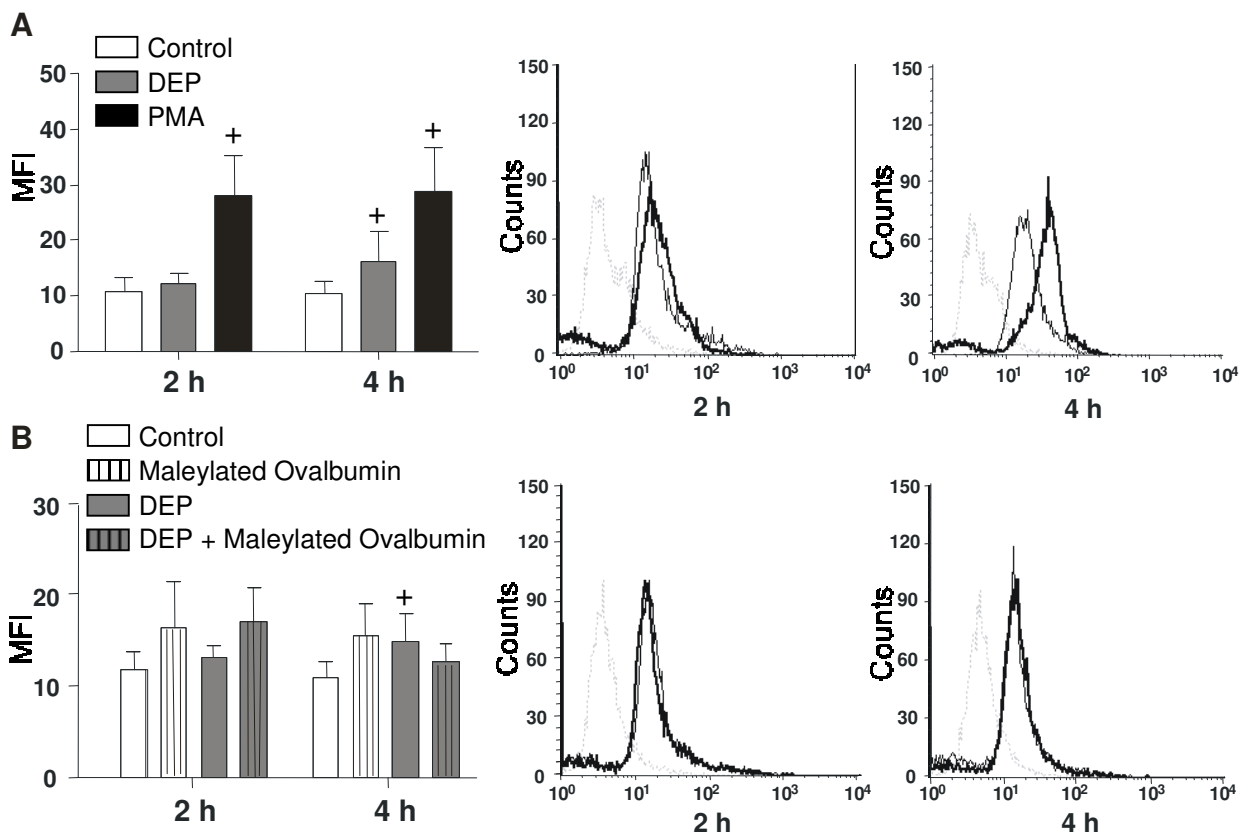 A
Control
DEP
PMA
MFI
50
40
30
20
10
0
+
+
+
2 h
4 h
Counts
150
120
90
60
30
0
10⁰ 10¹ 10² 10³ 10⁴
2 h
Counts
150
120
90
60
30
0
10⁰ 10¹ 10² 10³ 10⁴
4 h
B
Control
Maleylated Ovalbumin
DEP
DEP + Maleylated Ovalbumin
MFI
30
20
10
0
+
2 h
4 h
Counts
150
120
90
60
30
0
10⁰ 10¹ 10² 10³ 10⁴
2 h
Counts
150
120
90
60
30
0
10⁰ 10¹ 10² 10³ 10⁴
4 h